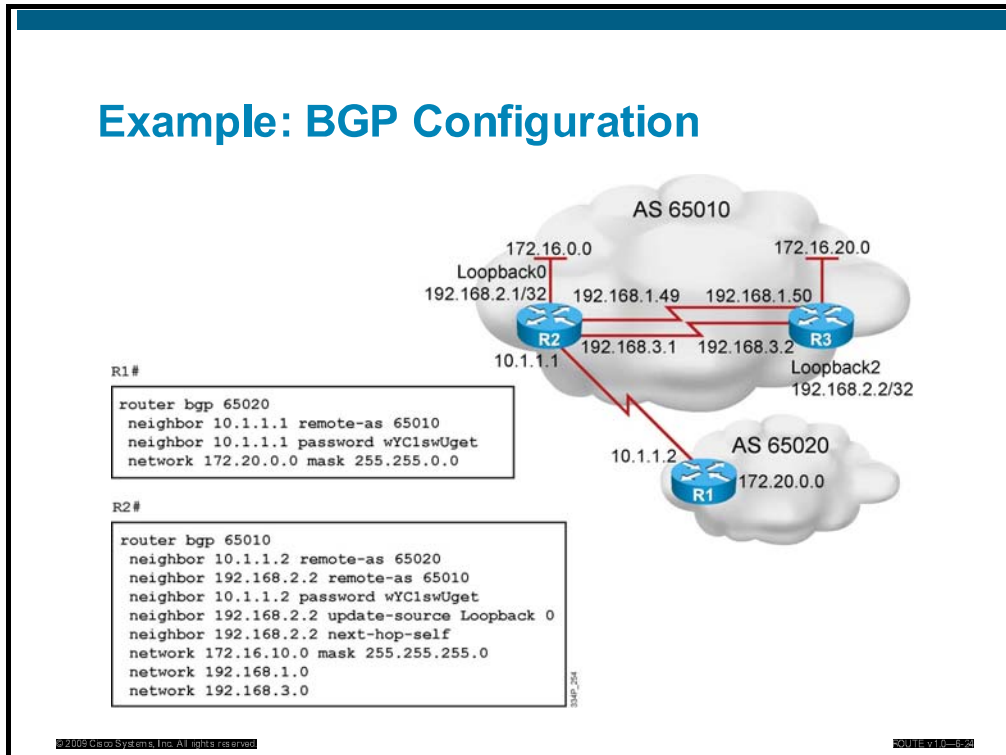 Example: BGP Configuration
AS 65010
172.16.0.0
172.16.20.0
Loopback0
192.168.2.1/32
192.168.1.49
192.168.1.50
R2
192.168.3.1
192.168.3.2
R3
10.1.1.1
Loopback2
192.168.2.2/32
R1#
router bgp 65020
neighbor 10.1.1.1 remote-as 65010
neighbor 10.1.1.1 password wYC1swUget
network 172.20.0.0 mask 255.255.0.0
10.1.1.2
AS 65020
R1
172.20.0.0
R2#
router bgp 65010
neighbor 10.1.1.2 remote-as 65020
neighbor 192.168.2.2 remote-as 65010
neighbor 10.1.1.2 password wYC1swUget
neighbor 192.168.2.2 update-source Loopback 0
neighbor 192.168.2.2 next-hop-self
network 172.16.10.0 mask 255.255.255.0
network 192.168.1.0
network 192.168.3.0
334P_254
© 2009 Cisco Systems, Inc. All rights reserved.
ROUTE v1.0—6-24